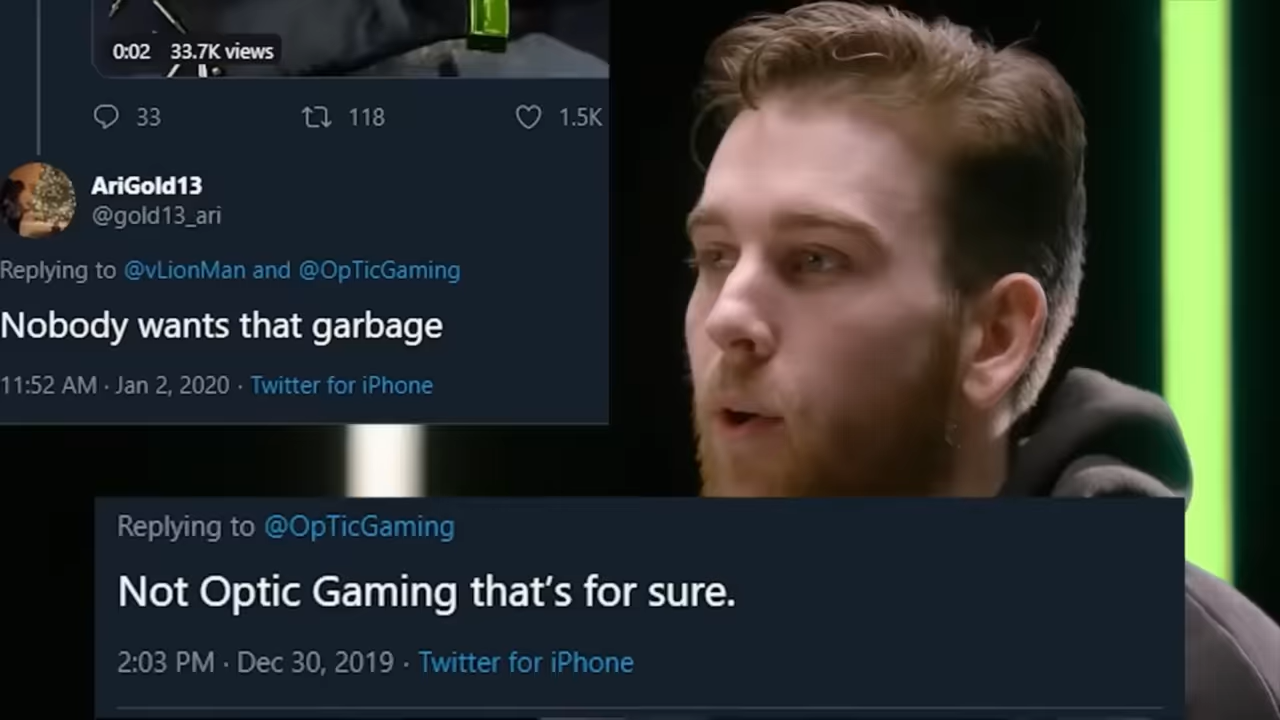 0:02 33.7K views
33 118 1.5K
AriGold13
@gold13_ari
Replying to @vLionMan and @OpTicGaming
Nobody wants that garbage
11:52 AM · Jan 2, 2020 · Twitter for iPhone
Replying to @OpTicGaming
Not Optic Gaming that’s for sure.
2:03 PM · Dec 30, 2019 · Twitter for iPhone